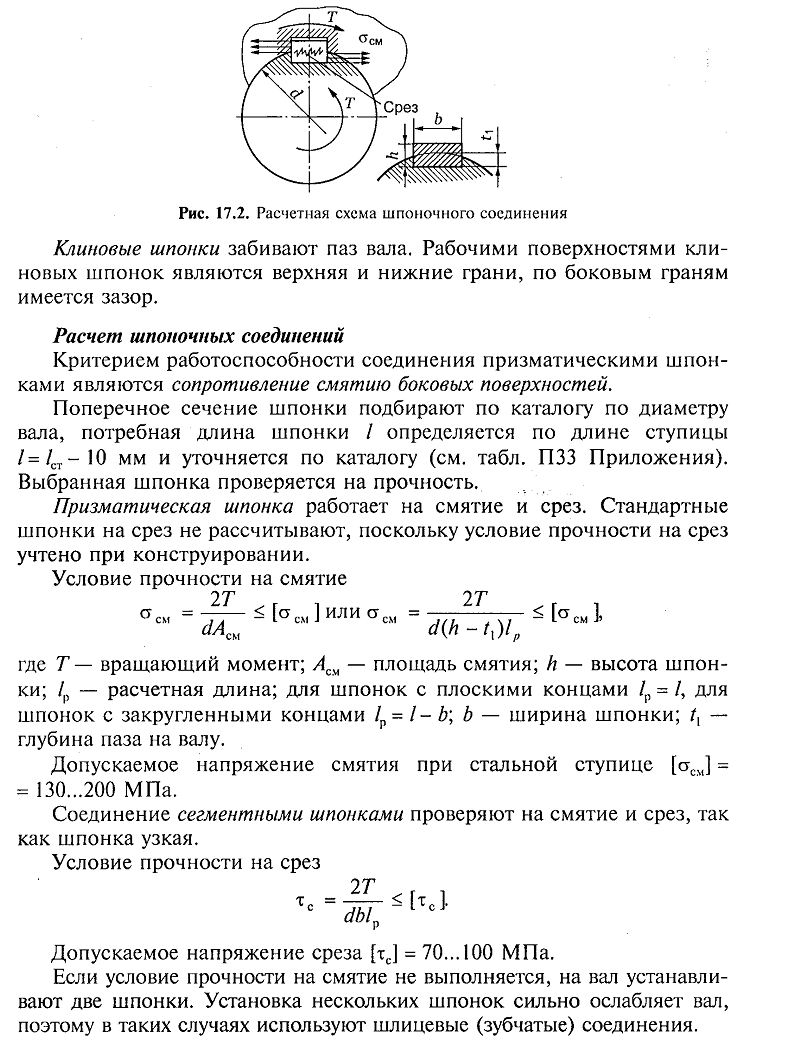 T
σсм
d
T
Срез
b
h
t₁
Рис. 17.2. Расчетная схема шпоночного соединения
Клиновые шпонки забивают паз вала. Рабочими поверхностями кли-
новых шпонок являются верхняя и нижние грани, по боковым граням
имеется зазор.
Расчет шпоночных соединений
Критерием работоспособности соединения призматическими шпон-
ками являются сопротивление смятию боковых поверхностей.
Поперечное сечение шпонки подбирают по каталогу по диаметру
вала, потребная длина шпонки l определяется по длине ступицы
l = lст – 10 мм и уточняется по каталогу (см. табл. П33 Приложения).
Выбранная шпонка проверяется на прочность.
Призматическая шпонка работает на смятие и срез. Стандартные
шпонки на срез не рассчитывают, поскольку условие прочности на срез
учтено при конструировании.
Условие прочности на смятие
σсм = 2T / dAсм ≤ [σсм] или σсм = 2T / d(h – t₁)lр ≤ [σсм],
где T — вращающий момент; Aсм — площадь смятия; h — высота шпон-
ки; lр — расчетная длина; для шпонок с плоскими концами lр = l, для
шпонок с закругленными концами lр = l – b; b — ширина шпонки; t₁ —
глубина паза на валу.
Допускаемое напряжение смятия при стальной ступице [σсм] =
= 130...200 МПа.
Соединение сегментными шпонками проверяют на смятие и срез, так
как шпонка узкая.
Условие прочности на срез
τс = 2T / dblр ≤ [τс].
Допускаемое напряжение среза [τс] = 70...100 МПа.
Если условие прочности на смятие не выполняется, на вал устанавли-
вают две шпонки. Установка нескольких шпонок сильно ослабляет вал,
поэтому в таких случаях используют шлицевые (зубчатые) соединения.